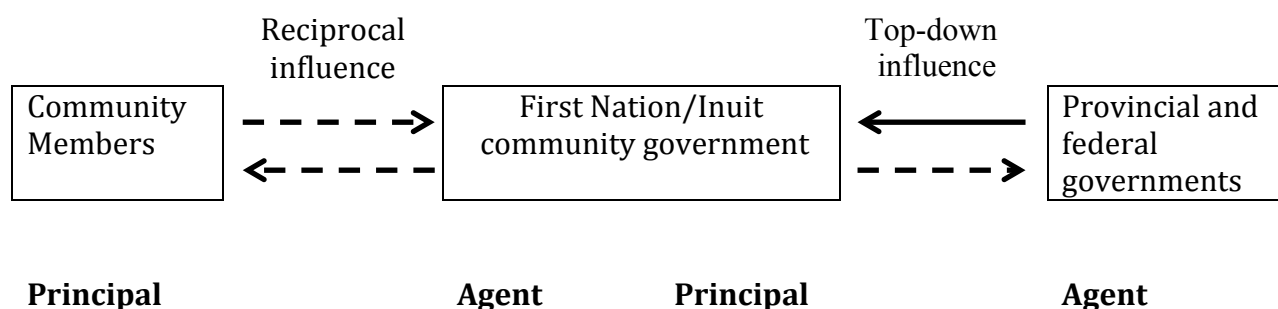 Reciprocal
influence
Top-down
influence
Community
Members
First Nation/Inuit
community government
Provincial and
federal
governments
Principal
Agent
Principal
Agent